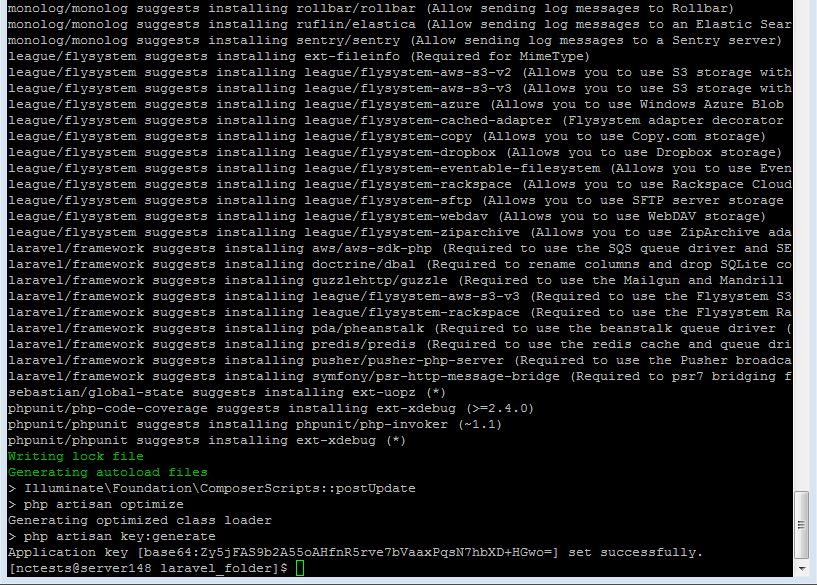 monolog/monolog suggests installing rollbar/rollbar (Allow sending log messages to Rollbar)
monolog/monolog suggests installing ruflin/elastica (Allow sending log messages to an Elastic Sear
monolog/monolog suggests installing sentry/sentry (Allow sending log messages to a Sentry server)
league/flysystem suggests installing ext-fileinfo (Required for MimeType)
league/flysystem suggests installing league/flysystem-aws-s3-v2 (Allows you to use S3 storage with
league/flysystem suggests installing league/flysystem-aws-s3-v3 (Allows you to use S3 storage with
league/flysystem suggests installing league/flysystem-azure (Allows you to use Windows Azure Blob
league/flysystem suggests installing league/flysystem-cached-adapter (Flysystem adapter decorator
league/flysystem suggests installing league/flysystem-copy (Allows you to use Copy.com storage)
league/flysystem suggests installing league/flysystem-dropbox (Allows you to use Dropbox storage)
league/flysystem suggests installing league/flysystem-eventable-filesystem (Allows you to use Even
league/flysystem suggests installing league/flysystem-rackspace (Allows you to use Rackspace Cloud
league/flysystem suggests installing league/flysystem-sftp (Allows you to use SFTP server storage
league/flysystem suggests installing league/flysystem-webdav (Allows you to use WebDAV storage)
league/flysystem suggests installing league/flysystem-ziparchive (Allows you to use ZipArchive ada
laravel/framework suggests installing aws/aws-sdk-php (Required to use the SQS queue driver and SE
laravel/framework suggests installing doctrine/dbal (Required to rename columns and drop SQLite co
laravel/framework suggests installing guzzlehttp/guzzle (Required to use the Mailgun and Mandrill
laravel/framework suggests installing league/flysystem-aws-s3-v3 (Required to use the Flysystem S3
laravel/framework suggests installing league/flysystem-rackspace (Required to use the Flysystem Ra
laravel/framework suggests installing pda/pheanstalk (Required to use the beanstalk queue driver (
laravel/framework suggests installing predis/predis (Required to use the redis cache and queue dri
laravel/framework suggests installing pusher/pusher-php-server (Required to use the Pusher broadca
laravel/framework suggests installing symfony/psr-http-message-bridge (Required to psr7 bridging f
sebastian/global-state suggests installing ext-uopz (*)
phpunit/php-code-coverage suggests installing ext-xdebug (>=2.4.0)
phpunit/phpunit suggests installing phpunit/php-invoker (~1.1)
phpunit/phpunit suggests installing ext-xdebug (*)
Writing lock file
Generating autoload files
> Illuminate\Foundation\ComposerScripts::postUpdate
> php artisan optimize
Generating optimized class loader
> php artisan key:generate
Application key [base64:Zy5jFAS9b2A55oAHfnR5rve7bVaaxPqsN7hbXD+HGwo=] set successfully.
[nctests@server148 laravel_folder]$